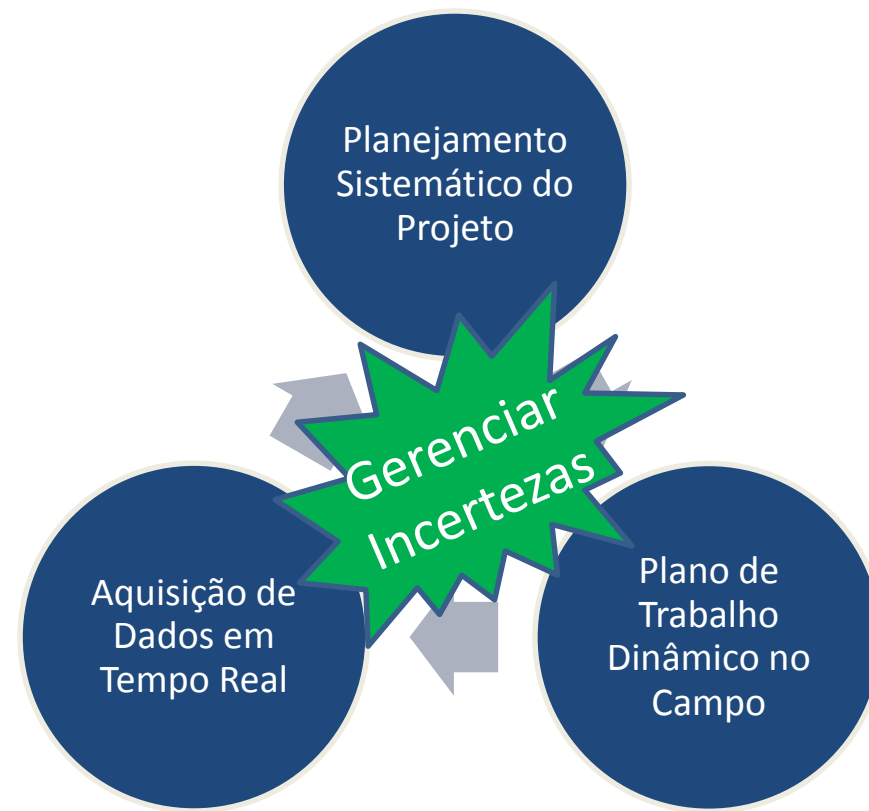 Planejamento
Sistemático do
Projeto
Gerenciar
Incertezas
Aquisição de
Dados em
Tempo Real
Plano de
Trabalho
Dinâmico no
Campo